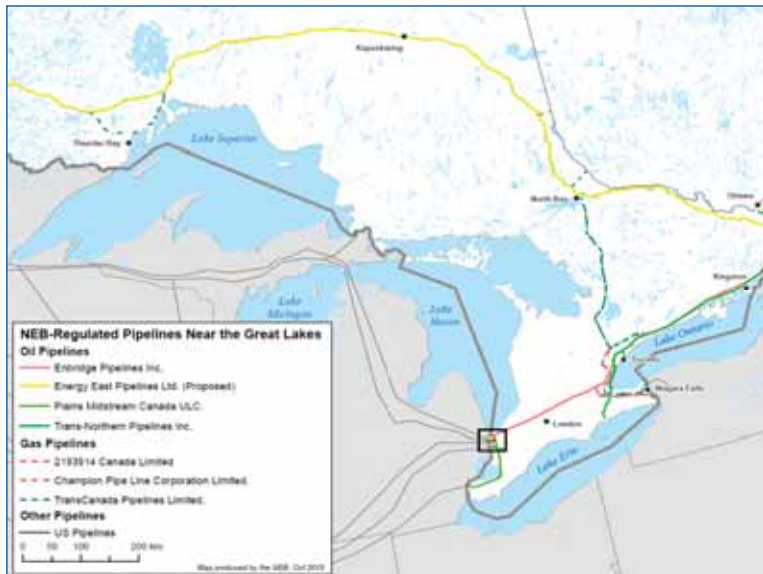 Kapuskasing
Thunder Bay
Lake Superior
North Bay
Ottawa
Kingston
Lake
Michigan
Lake
Huron
Lake Ontario
Toronto
Niagara Falls
London
Lake Erie
NEB-Regulated Pipelines Near the Great Lakes
Oil Pipelines
Enbridge Pipelines Inc.
Energy East Pipelines Ltd. (Proposed)
Plains Midstream Canada ULC.
Trans-Northern Pipelines Inc.
Gas Pipelines
2193914 Canada Limited
Champion Pipe Line Corporation Limited.
TransCanada Pipelines Limited.
Other Pipelines
US Pipelines
0 50 100 200 km
Map produced by the NEB, Oct 2015